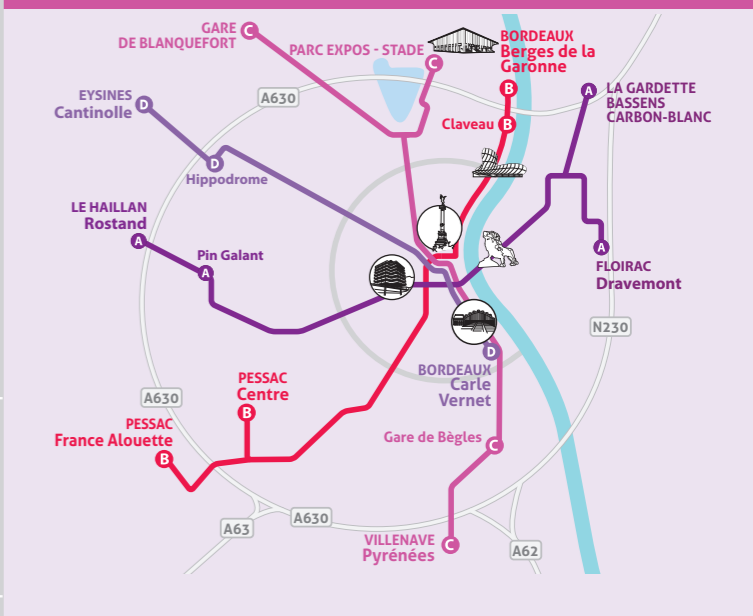 GARE
DE BLANQUEFORT
C
PARC EXPOS - STADE
C
BORDEAUX
Berges de la
Garonne
B
EYSINES
Cantinolle
D
A630
Claveau
B
A
LA GARDETTE
BASSENS
CARBON-BLANC
D
Hippodrome
LE HAILLAN
Rostand
A
Pin Galant
A
A
FLOIRAC
Dravemont
N230
D
BORDEAUX
Carle
Vernet
PESSAC
Centre
B
A630
PESSAC
France Alouette
B
Gare de Bègles
C
A63
A630
VILLENAVE
Pyrénées
C
A62